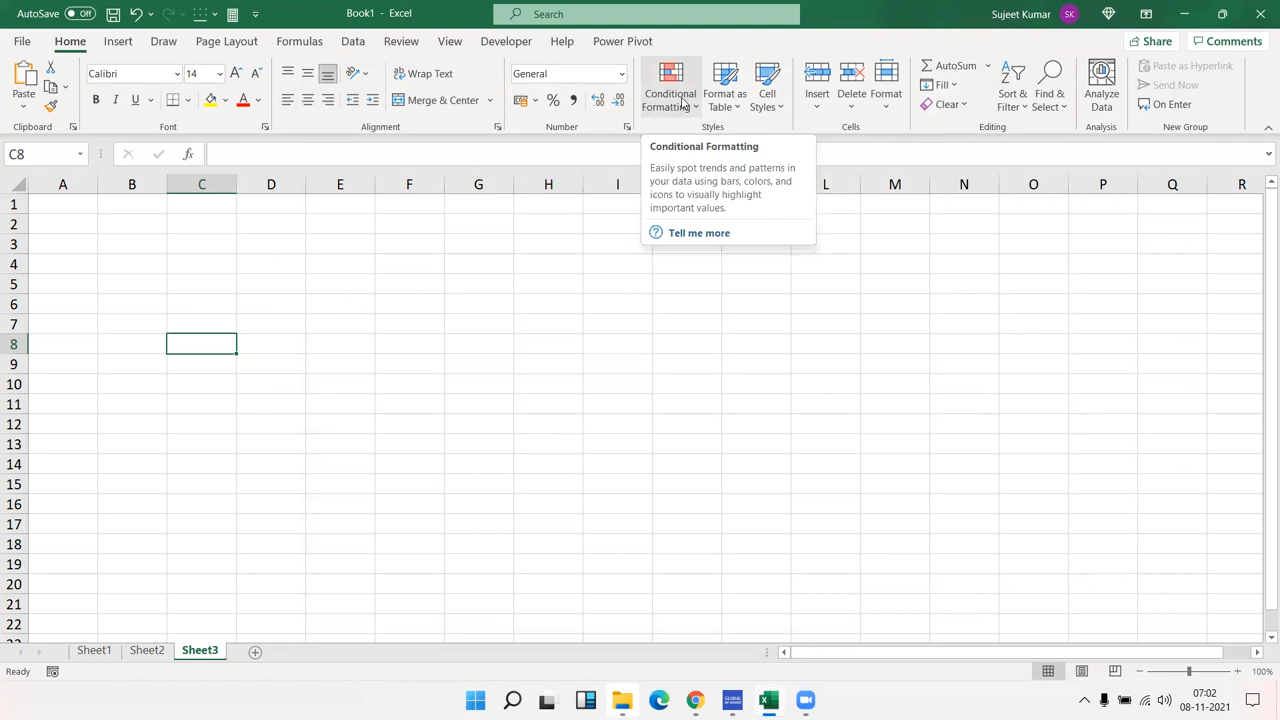 AutoSave Off Book1 - Excel Search Sujeet Kumar SK
File Home Insert Draw Page Layout Formulas Data Review View Developer Help Power Pivot Share Comments
Paste Calibri 14 Wrap Text General Conditional Formatting Format as Table Cell Styles Insert Delete Format AutoSum Sort & Filter Find & Select Analyze Data Paste as Hyperlink
B I U Merge & Center % Fill Send Now
Clear On Enter
Clipboard Font Alignment Number Styles Cells Editing Analysis New Group
C8 fx
Conditional Formatting
Easily spot trends and patterns in
your data using bars, colors, and
icons to visually highlight
important values.
Tell me more
A B C D E F G H I L M N O P Q R
1
2
3
4
5
6
7
8
9
10
11
12
13
14
15
16
17
18
19
20
21
22
23
Sheet1 Sheet2 Sheet3
Ready 100%
07:02
08-11-2021